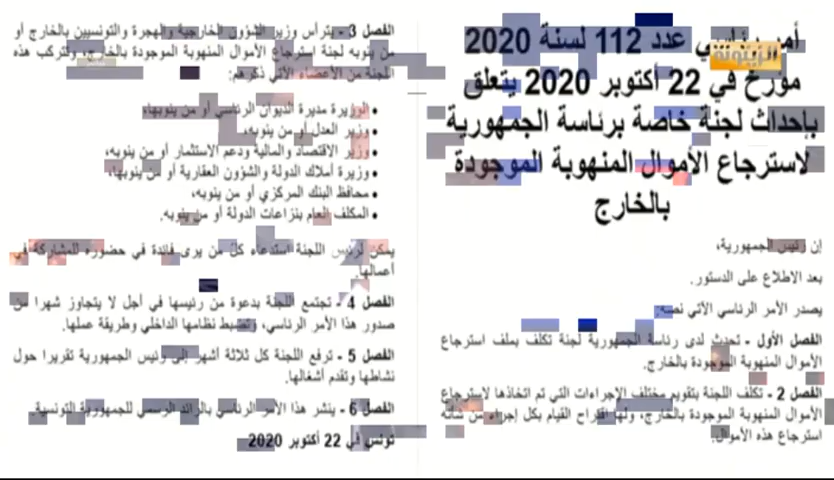 أمر رئاسي عدد 112 لسنة 2020
مؤرخ في 22 أكتوبر 2020 يتعلق
بإحداث لجنة خاصة برئاسة الجمهورية
لاسترجاع الأموال المنهوبة الموجودة
بالخارج
الزيتونة
إن رئيس الجمهورية،
بعد الاطلاع على الدستور.
يصدر الأمر الرئاسي الآتي نصه:
الفصل الأول - تحدث لدى رئاسة الجمهورية لجنة تكلف بملف استرجاع
الأموال المنهوبة الموجودة بالخارج.
الفصل 2 - تكلف اللجنة بتقويم مختلف الإجراءات التي تم اتخاذها لاسترجاع
الأموال المنهوبة الموجودة بالخارج، ولها اقتراح القيام بكل إجراء من شأنه
استرجاع هذه الأموال.
الفصل 3 - يترأس وزير الشؤون الخارجية والهجرة والتونسيين بالخارج أو
من ينوبه لجنة استرجاع الأموال المنهوبة الموجودة بالخارج، وتتركب هذه
اللجنة من الأعضاء الآتي ذكرهم:
• الوزيرة مديرة الديوان الرئاسي أو من ينوبها،
• وزير العدل أو من ينوبه،
• وزير الاقتصاد والمالية ودعم الاستثمار أو من ينوبه،
• وزيرة أملاك الدولة والشؤون العقارية أو من ينوبها،
• محافظ البنك المركزي أو من ينوبه،
• المكلف العام بنزاعات الدولة أو من ينوبه.
يمكن لرئيس اللجنة استدعاء كل من يرى فائدة في حضوره للمشاركة في
أعمالها.
الفصل 4 - تجتمع اللجنة بدعوة من رئيسها في أجل لا يتجاوز شهرا من
صدور هذا الأمر الرئاسي، وتضبط نظامها الداخلي وطريقة عملها.
الفصل 5 - ترفع اللجنة كل ثلاثة أشهر إلى رئيس الجمهورية تقريرا حول
نشاطها وتقدم أشغالها.
الفصل 6 - ينشر هذا الأمر الرئاسي بالرائد الرسمي للجمهورية التونسية.
تونس في 22 أكتوبر 2020